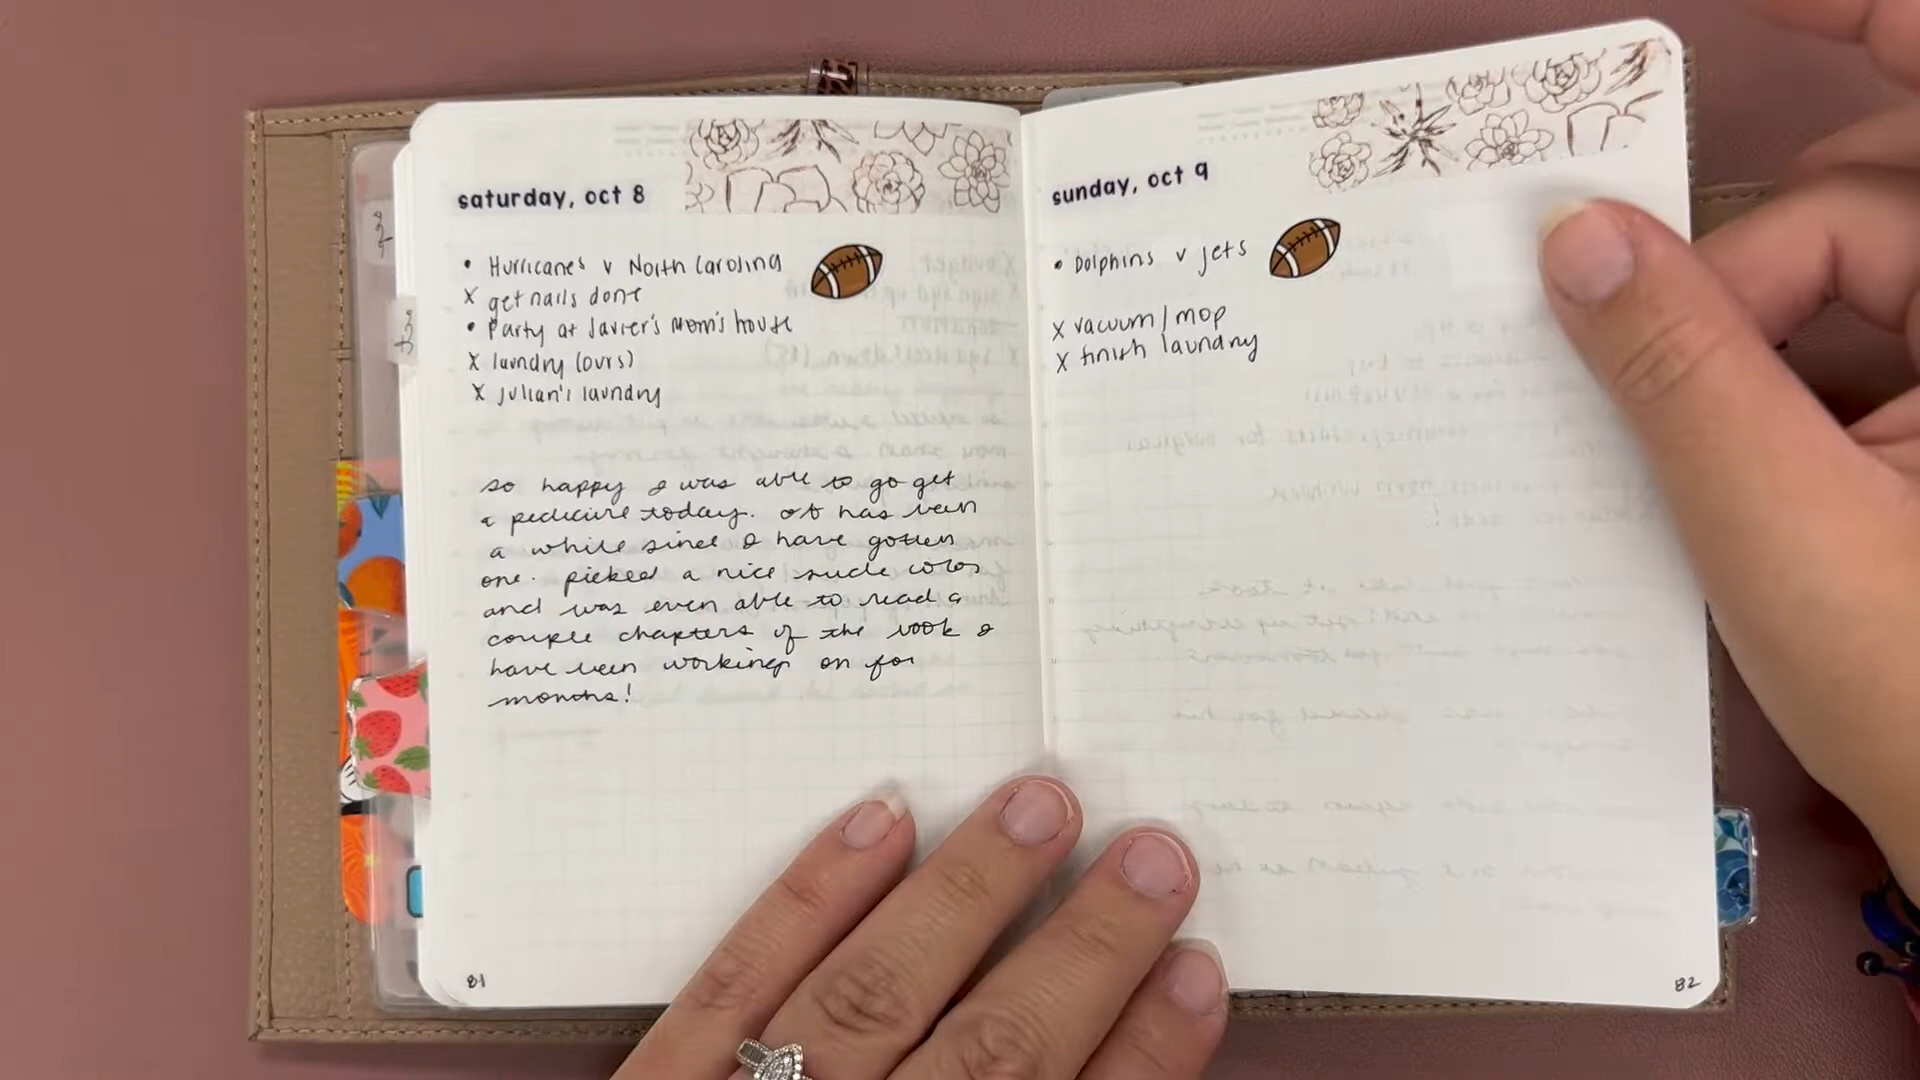 saturday, oct 8
• Hurricanes v North Carolina
x get nails done
• Party at Javier's Mom's house
x laundry (ours)
x Julian's laundry
so happy I was able to go get
a pedicure today. It has been
a while since I have gotten
one. picked a nice nude color
and was even able to read a
couple chapters of the book I
have been working on for
months!
81
sunday, oct 9
• Dolphins v Jets
x vacuum/mop
x finish laundry
82